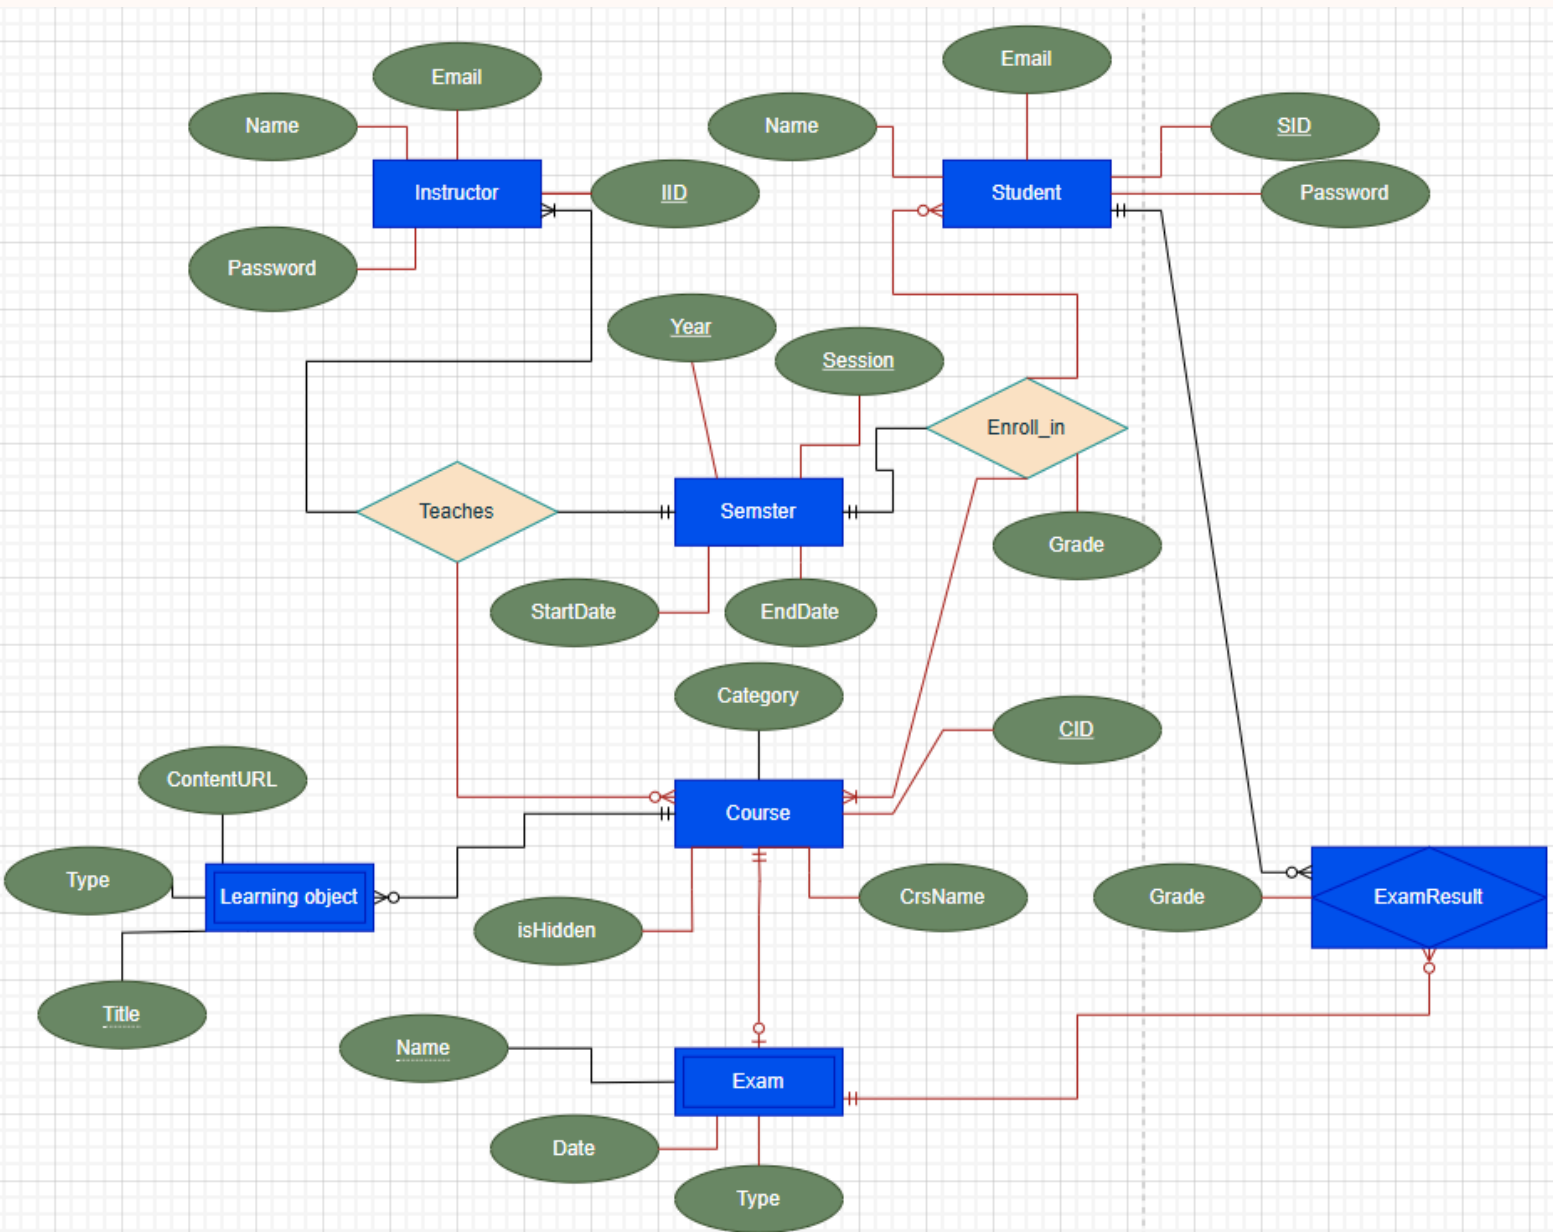 Email
Email
Name
Name
SID
Instructor
IID
Student
Password
Password
Year
Session
Enroll_in
Teaches
Semster
Grade
StartDate
EndDate
Category
CID
ContentURL
Course
Type
Learning object
CrsName
Grade
ExamResult
isHidden
Title
Name
Exam
Date
Type